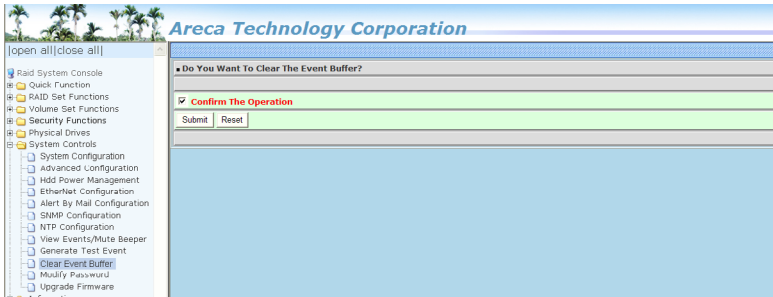 Areca Technology Corporation
|open all|close all|
Do You Want To Clear The Event Buffer?
Raid System Console
Quick Function
RAID Set Functions
Confirm The Operation
Volume Set Functions
Submit Reset
Security Functions
Physical Drives
System Controls
System Configuration
Advanced Configuration
Hdd Power Management
EtherNet Configuration
Alert By Mail Configuration
SNMP Configuration
NTP Configuration
View Events/Mute Beeper
Generate Test Event
Clear Event Buffer
Modify Password
Upgrade Firmware